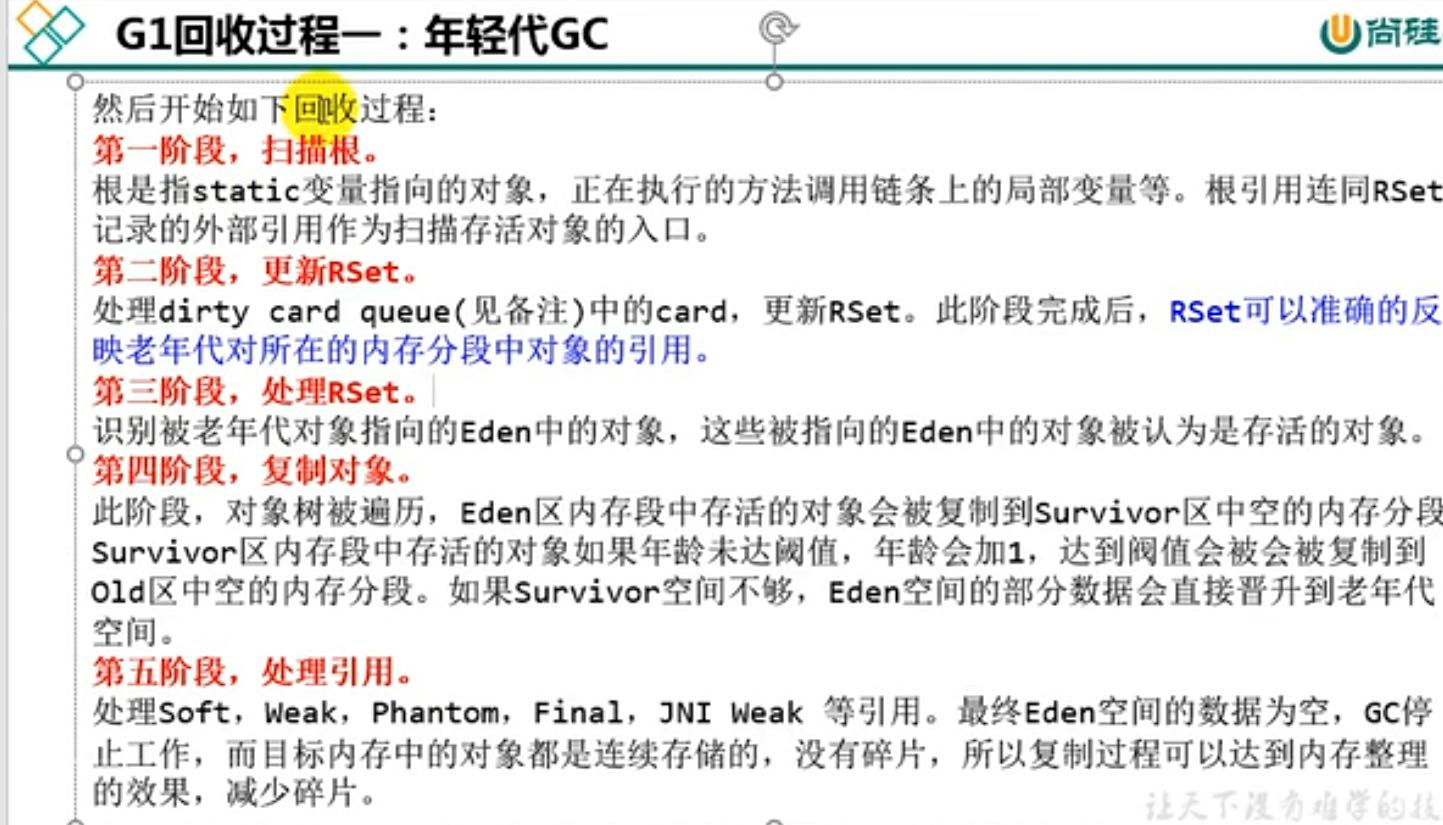 G1回收过程一：年轻代GC
尚硅
然后开始如下回收过程：
第一阶段，扫描根。
根是指static变量指向的对象，正在执行的方法调用链条上的局部变量等。根引用连同RSet
记录的外部引用作为扫描存活对象的入口。
第二阶段，更新RSet。
处理dirty card queue(见备注)中的card，更新RSet。此阶段完成后，RSet可以准确的反
映老年代对所在的内存分段中对象的引用。
第三阶段，处理RSet。
识别被老年代对象指向的Eden中的对象，这些被指向的Eden中的对象被认为是存活的对象。
第四阶段，复制对象。
此阶段，对象树被遍历，Eden区内存段中存活的对象会被复制到Survivor区中空的内存分段
Survivor区内存段中存活的对象如果年龄未达阈值，年龄会加1，达到阀值会被会被复制到
Old区中空的内存分段。如果Survivor空间不够，Eden空间的部分数据会直接晋升到老年代
空间。
第五阶段，处理引用。
处理Soft，Weak，Phantom，Final，JNI Weak 等引用。最终Eden空间的数据为空，GC停
止工作，而目标内存中的对象都是连续存储的，没有碎片，所以复制过程可以达到内存整理
的效果，减少碎片。
让天下没有难学的技